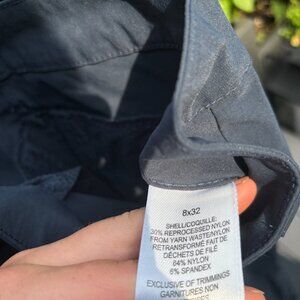 8x32
SHELL/COQUILLE:
30% REPROCESSED NYLON
FROM YARN WASTE/NYLON
RETRANSFORMÉ FAIT DE
DÉCHETS DE FILÉ
64% NYLON
6% SPANDEX
EXCLUSIVE OF TRIMMINGS
GARNITURES NON